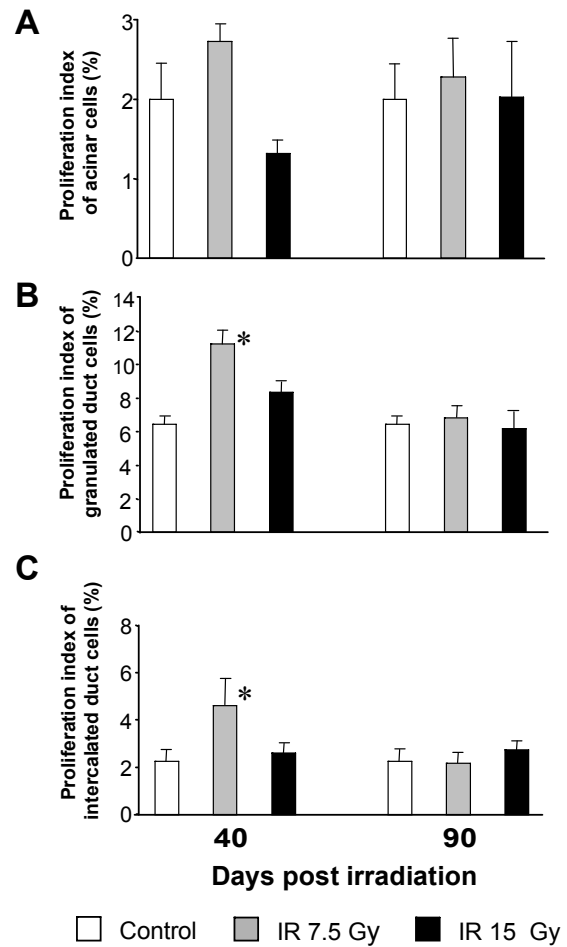 A
Proliferation index
of acinar cells (%)
3
2
1
0
B
Proliferation index of
granulated duct cells (%)
14
12
10
8
6
4
2
0
*
C
Proliferation index of
intercalated duct cells (%)
8
6
4
2
0
*
40 90
Days post irradiation
Control IR 7.5 Gy IR 15 Gy